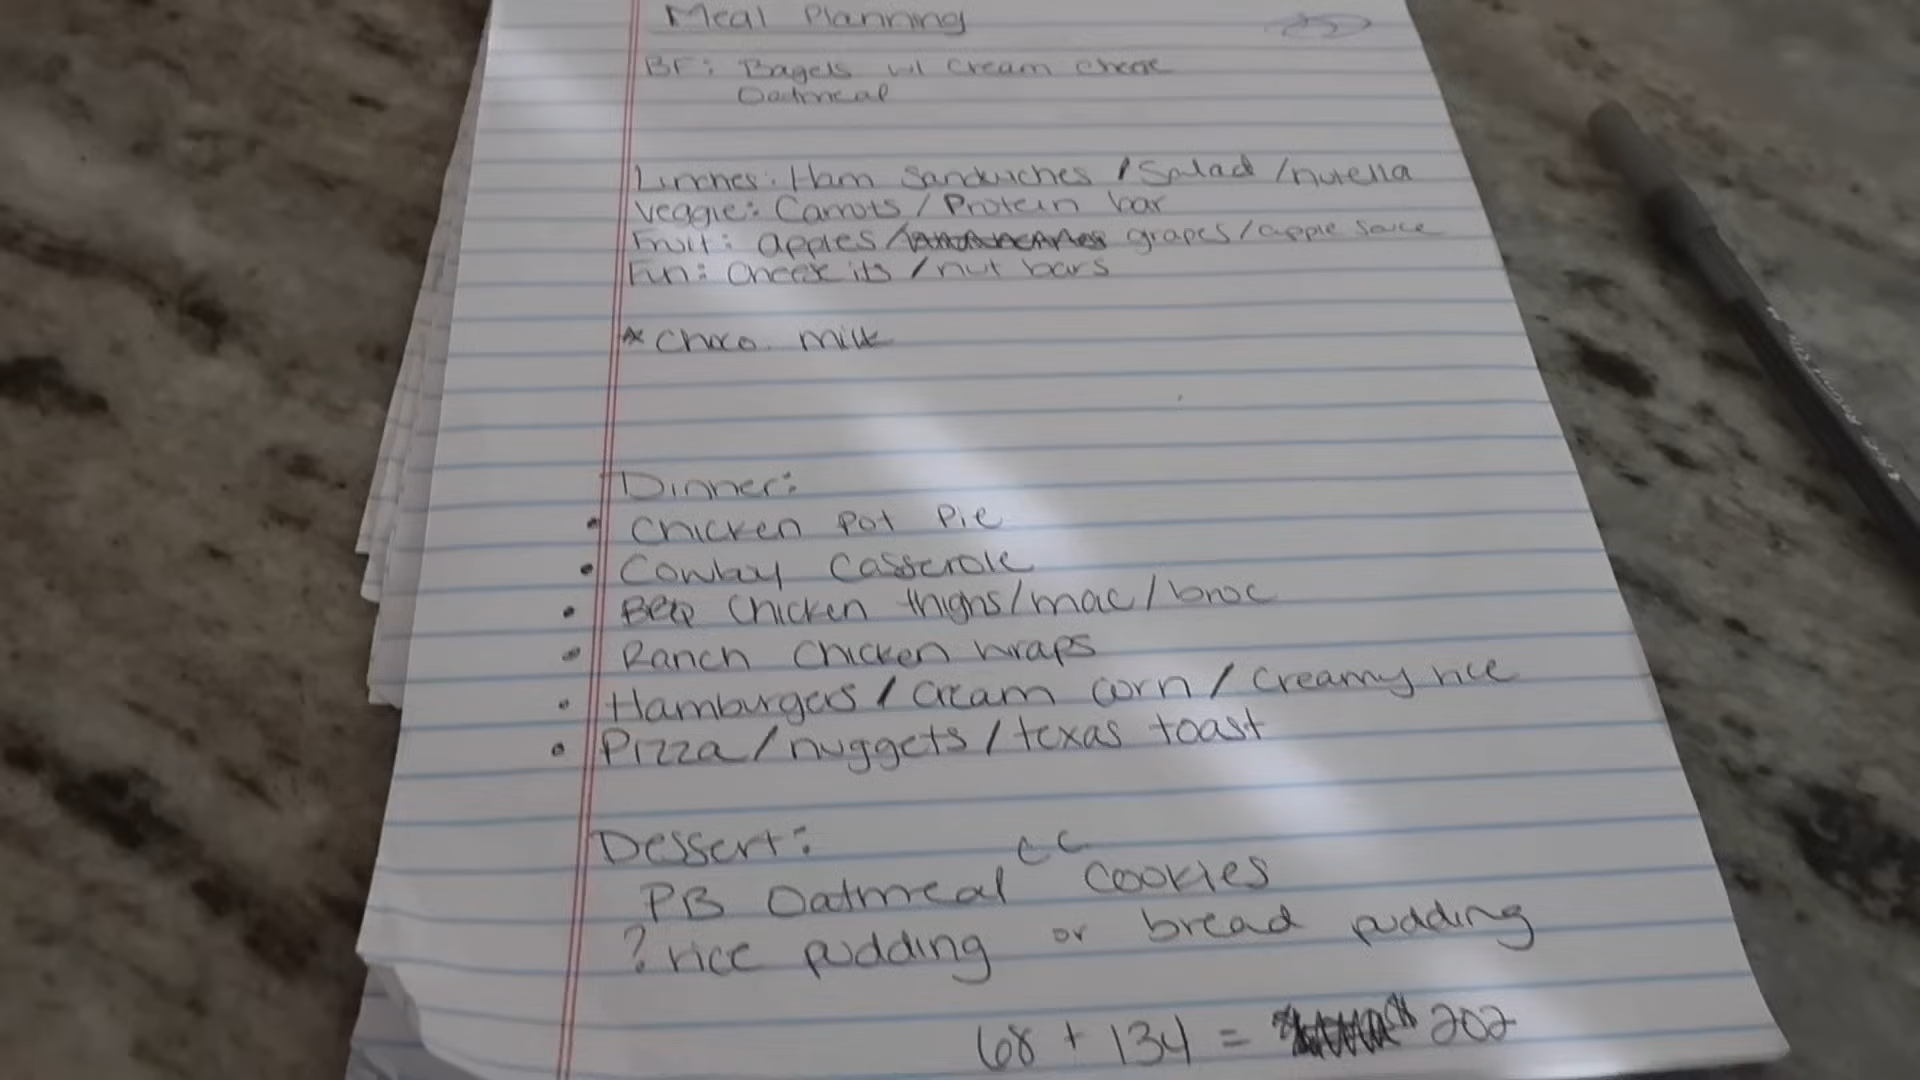 Meal Planning
BF: Bagels w/ cream cheese
Oatmeal
Lunches: Ham Sandwiches / Salad / nutella
Veggie: Carrots / Protein bar
Fruit: apples / grapes / apple sauce
Fun: Cheez its / nut bars
* Choco. milk
Dinner:
• Chicken Pot Pie
• Cowboy Casserole
• BBQ Chicken thighs / mac / broc
• Ranch Chicken wraps
• Hamburgers / Cream corn / Creamy rice
• Pizza / nuggets / texas toast
Dessert:
PB Oatmeal CC Cookies
? rice pudding or bread pudding
68 + 134 = 202